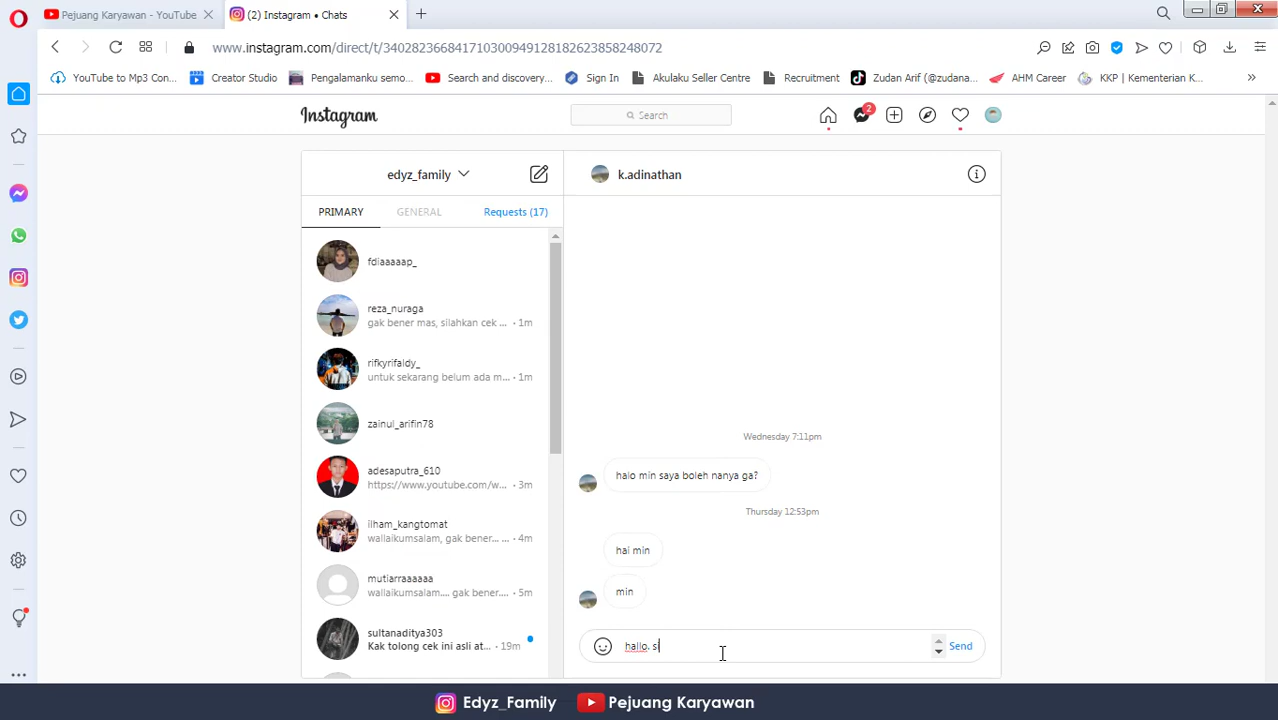 Pejuang Karyawan - YouTube
(2) Instagram • Chats
www.instagram.com/direct/t/340282366841710300949128182623858248072
YouTube to Mp3 Con...
Creator Studio
Pengalamanku semo...
Search and discovery...
Sign In
Akulaku Seller Centre
Recruitment
Zudan Arif (@zudana...
AHM Career
KKP | Kementerian K...
Instagram
Search
2
edyz_family
k.adinathan
PRIMARY
GENERAL
Requests (17)
fdiaaaaap_
reza_nuraga
gak bener mas, silahkan cek ... · 1m
rifkyrifaldy_
untuk sekarang belum ada m... · 1m
zainul_arifin78
adesaputra_610
https://www.youtube.com/w... · 3m
ilham_kangtomat
wallaikumsalam, gak bener... ... · 4m
mutiarraaaaaa
wallaikumsalam.... gak bener.... · 5m
sultanaditya303
Kak tolong cek ini asli at... · 19m
Wednesday 7:11pm
halo min saya boleh nanya ga?
Thursday 12:53pm
hai min
min
hallo. si
Send
Edyz_Family
Pejuang Karyawan